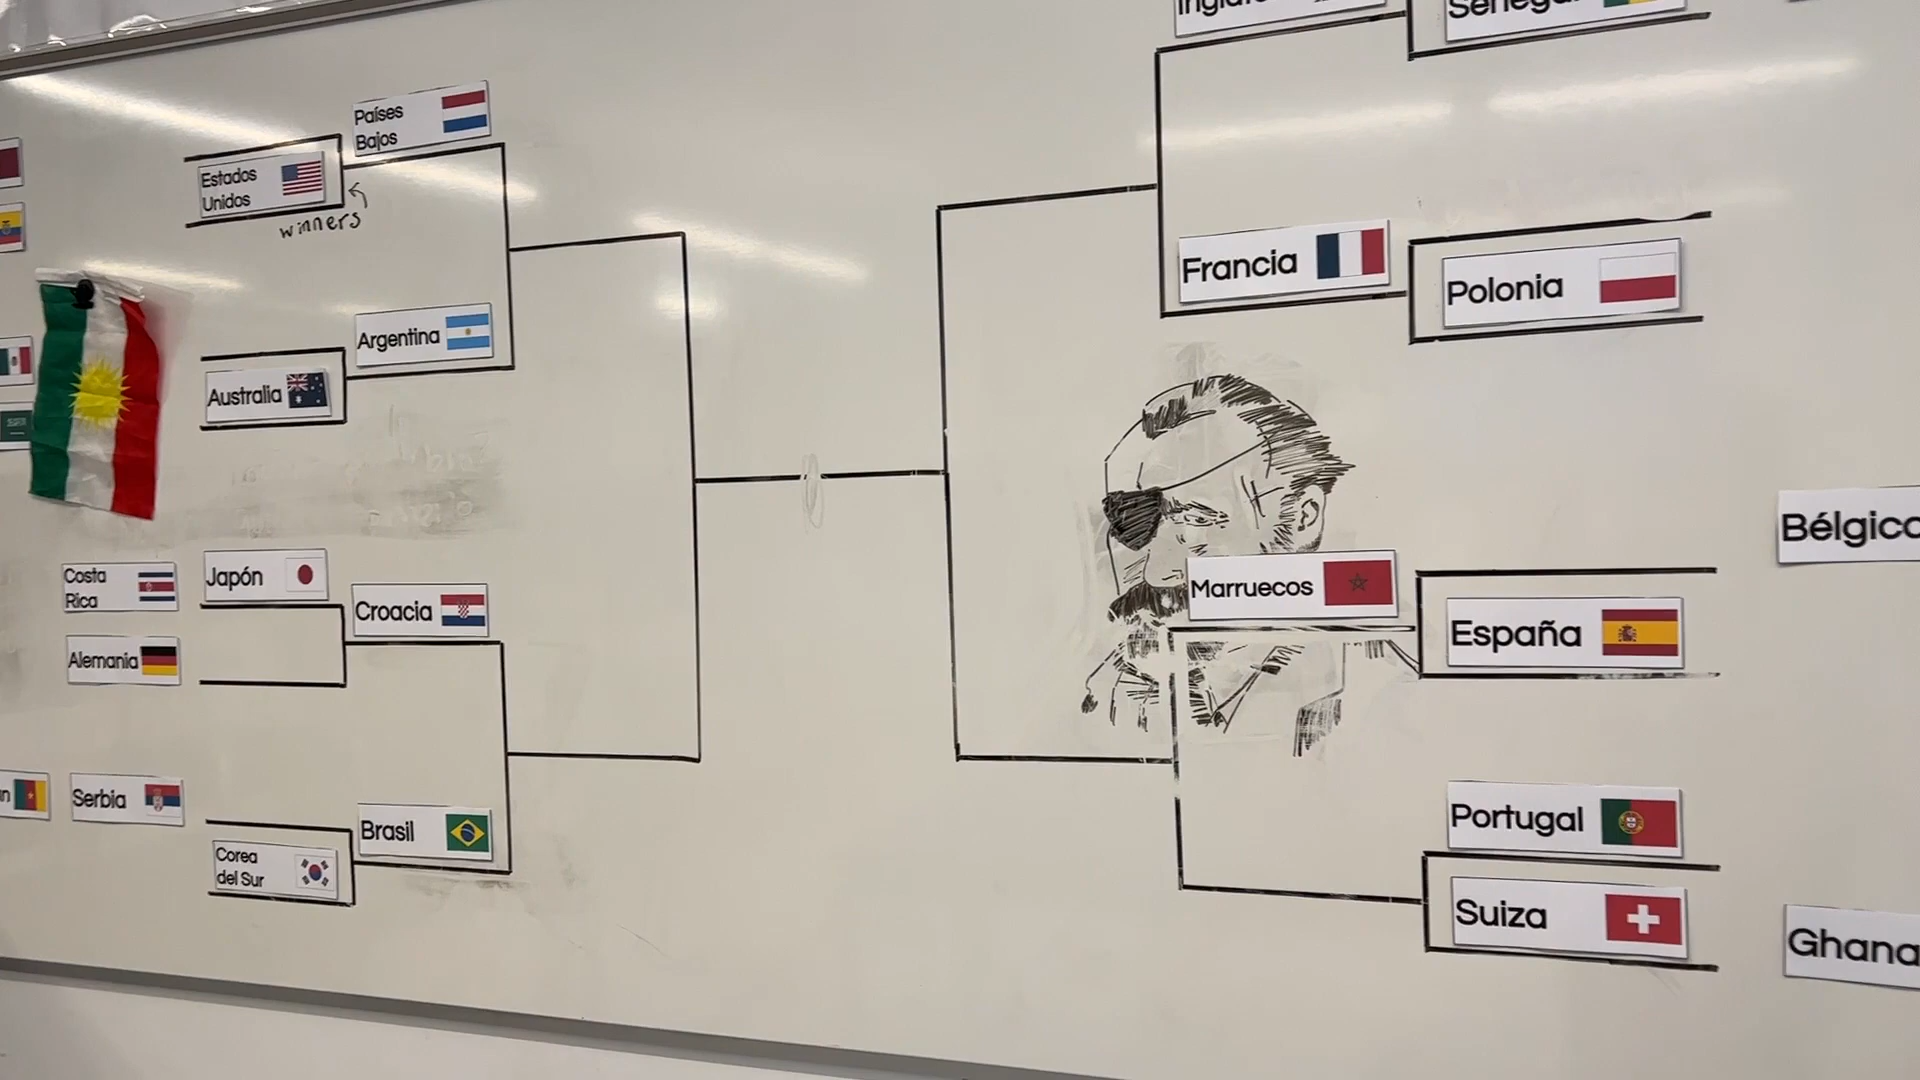 Países
Bajos
Estados
Unidos
winners
Argentina
Australia
Costa
Rica
Japón
Croacia
Alemania
Serbia
Brasil
Corea
del Sur
Senegal
Francia
Polonia
Marruecos
España
Bélgica
Portugal
Suiza
Ghana